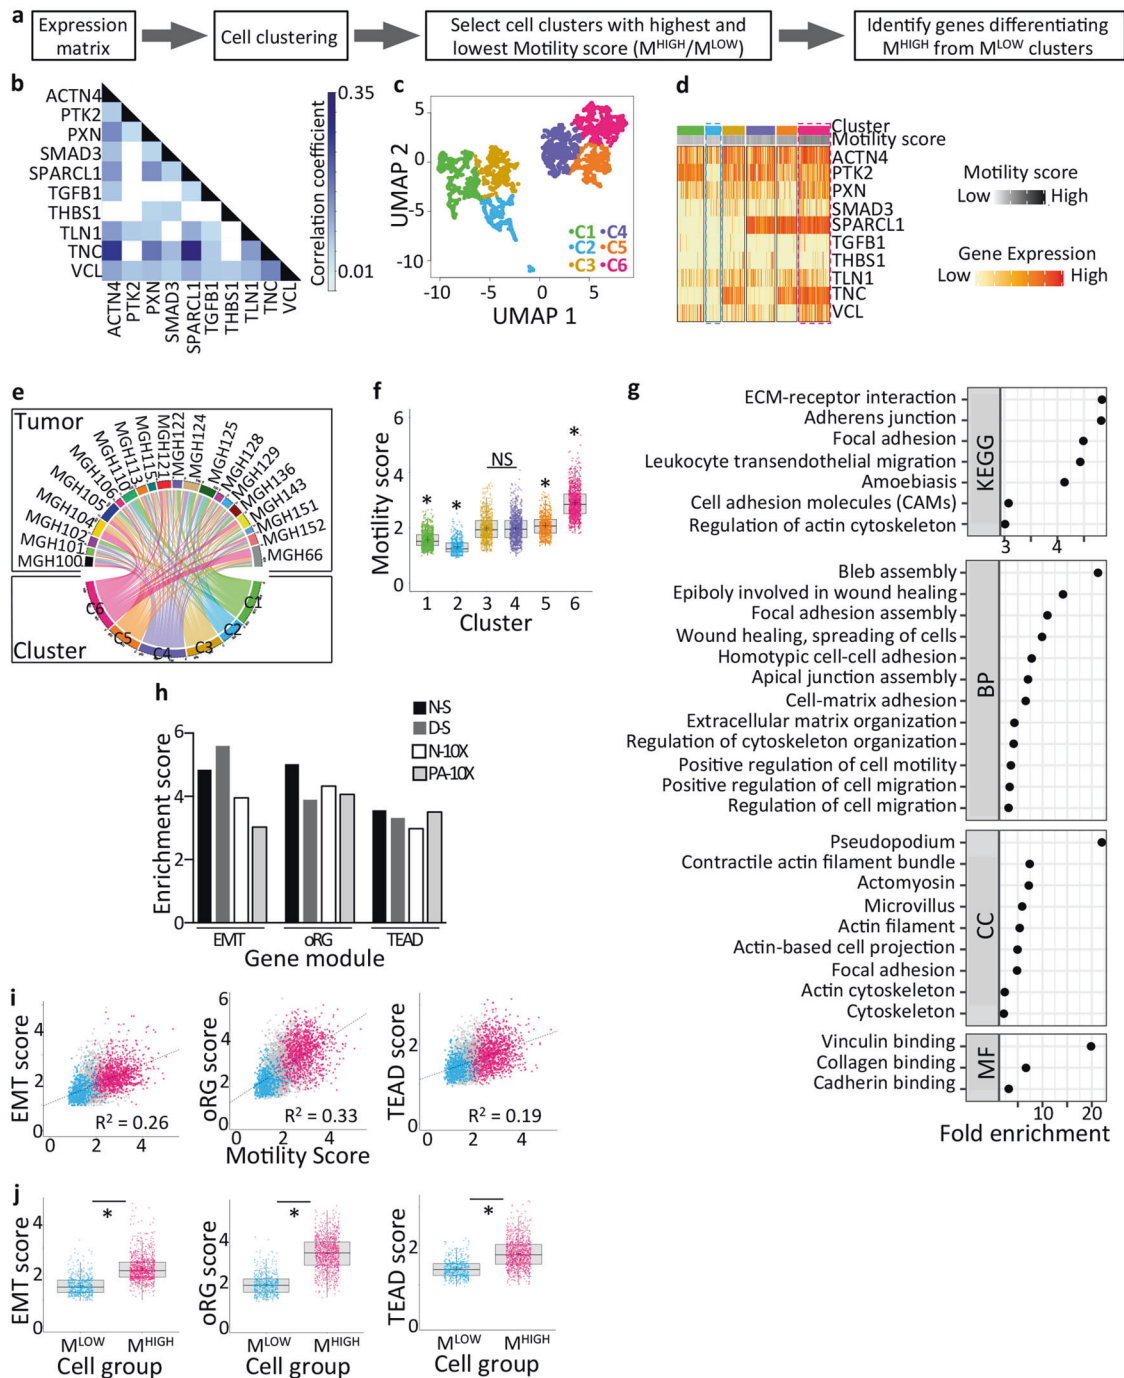 a
Expression
matrix
Cell clustering
Select cell clusters with highest and
lowest Motility score (M^HIGH/M^LOW)
Identify genes differentiating
M^HIGH from M^LOW clusters
b
ACTN4
PTK2
PXN
SMAD3
SPARCL1
TGFB1
THBS1
TLN1
TNC
VCL
ACTN4
PTK2
PXN
SMAD3
SPARCL1
TGFB1
THBS1
TLN1
TNC
VCL
0.35
Correlation coefficient
0.01
c
UMAP 2
5
0
-5
-10
C1 C4
C2 C5
C3 C6
-10 -5 0 5
UMAP 1
d
Cluster
Motility score
ACTN4
PTK2
PXN
SMAD3
SPARCL1
TGFB1
THBS1
TLN1
TNC
VCL
Motility score
Low High
Gene Expression
Low High
e
Tumor
MGH100
MGH101
MGH102
MGH104
MGH105
MGH106
MGH110
MGH113
MGH115
MGH121
MGH122
MGH124
MGH125
MGH128
MGH129
MGH136
MGH143
MGH151
MGH152
MGH66
C6
C5
C4
C3
C2
C1
Cluster
f
Motility score
6
4
2
0
* * NS * *
1 2 3 4 5 6
Cluster
g
KEGG
ECM-receptor interaction
Adherens junction
Focal adhesion
Leukocyte transendothelial migration
Amoebiasis
Cell adhesion molecules (CAMs)
Regulation of actin cytoskeleton
3 4
BP
Bleb assembly
Epiboly involved in wound healing
Focal adhesion assembly
Wound healing, spreading of cells
Homotypic cell-cell adhesion
Apical junction assembly
Cell-matrix adhesion
Extracellular matrix organization
Regulation of cytoskeleton organization
Positive regulation of cell motility
Positive regulation of cell migration
Regulation of cell migration
CC
Pseudopodium
Contractile actin filament bundle
Actomyosin
Microvillus
Actin filament
Actin-based cell projection
Focal adhesion
Actin cytoskeleton
Cytoskeleton
MF
Vinculin binding
Collagen binding
Cadherin binding
10 20
Fold enrichment
h
N-S
D-S
N-10X
PA-10X
Enrichment score
6
4
2
0
EMT oRG TEAD
Gene module
i
EMT score
4
2
0
R² = 0.26
2 4
oRG score
6
4
2
0
R² = 0.33
0 2 4
TEAD score
2
0
R² = 0.19
0 2 4
Motility Score
j
EMT score
4
2
0
*
M^LOW M^HIGH
Cell group
oRG score
4
2
0
*
M^LOW M^HIGH
Cell group
TEAD score
2
0
*
M^LOW M^HIGH
Cell group